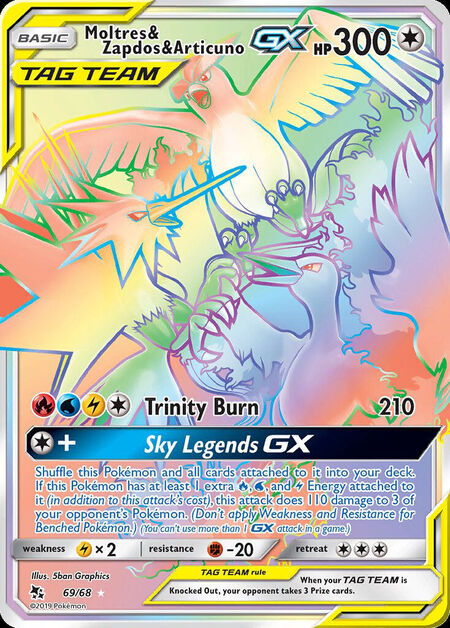 BASIC
Moltres&
Zapdos&Articuno GX HP300
TAG TEAM
Trinity Burn 210
+ Sky Legends GX
Shuffle this Pokémon and all cards attached to it into your deck.
If this Pokémon has at least 1 extra , , and Energy attached to
it (in addition to this attack's cost), this attack does 110 damage to 3 of
your opponent's Pokémon. (Don't apply Weakness and Resistance for
Benched Pokémon.) (You can't use more than 1 GX attack in a game.)
weakness ×2 resistance -20 retreat
Illus. 5ban Graphics
TAG TEAM rule
When your TAG TEAM is
Knocked Out, your opponent takes 3 Prize cards.
69/68
©2019 Pokémon